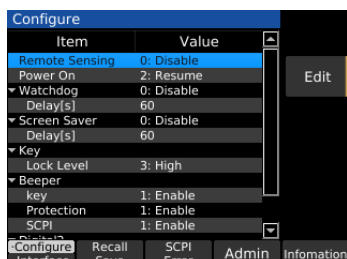 Configure
Item Value
Remote Sensing 0: Disable
Power On 2: Resume
Edit
Watchdog 0: Disable
Delay[s] 60
Screen Saver 0: Disable
Delay[s] 60
Key
Lock Level 3: High
Beeper
key 1: Enable
Protection 1: Enable
SCPI 1: Enable
Configure Recall SCPI Admin Infomation